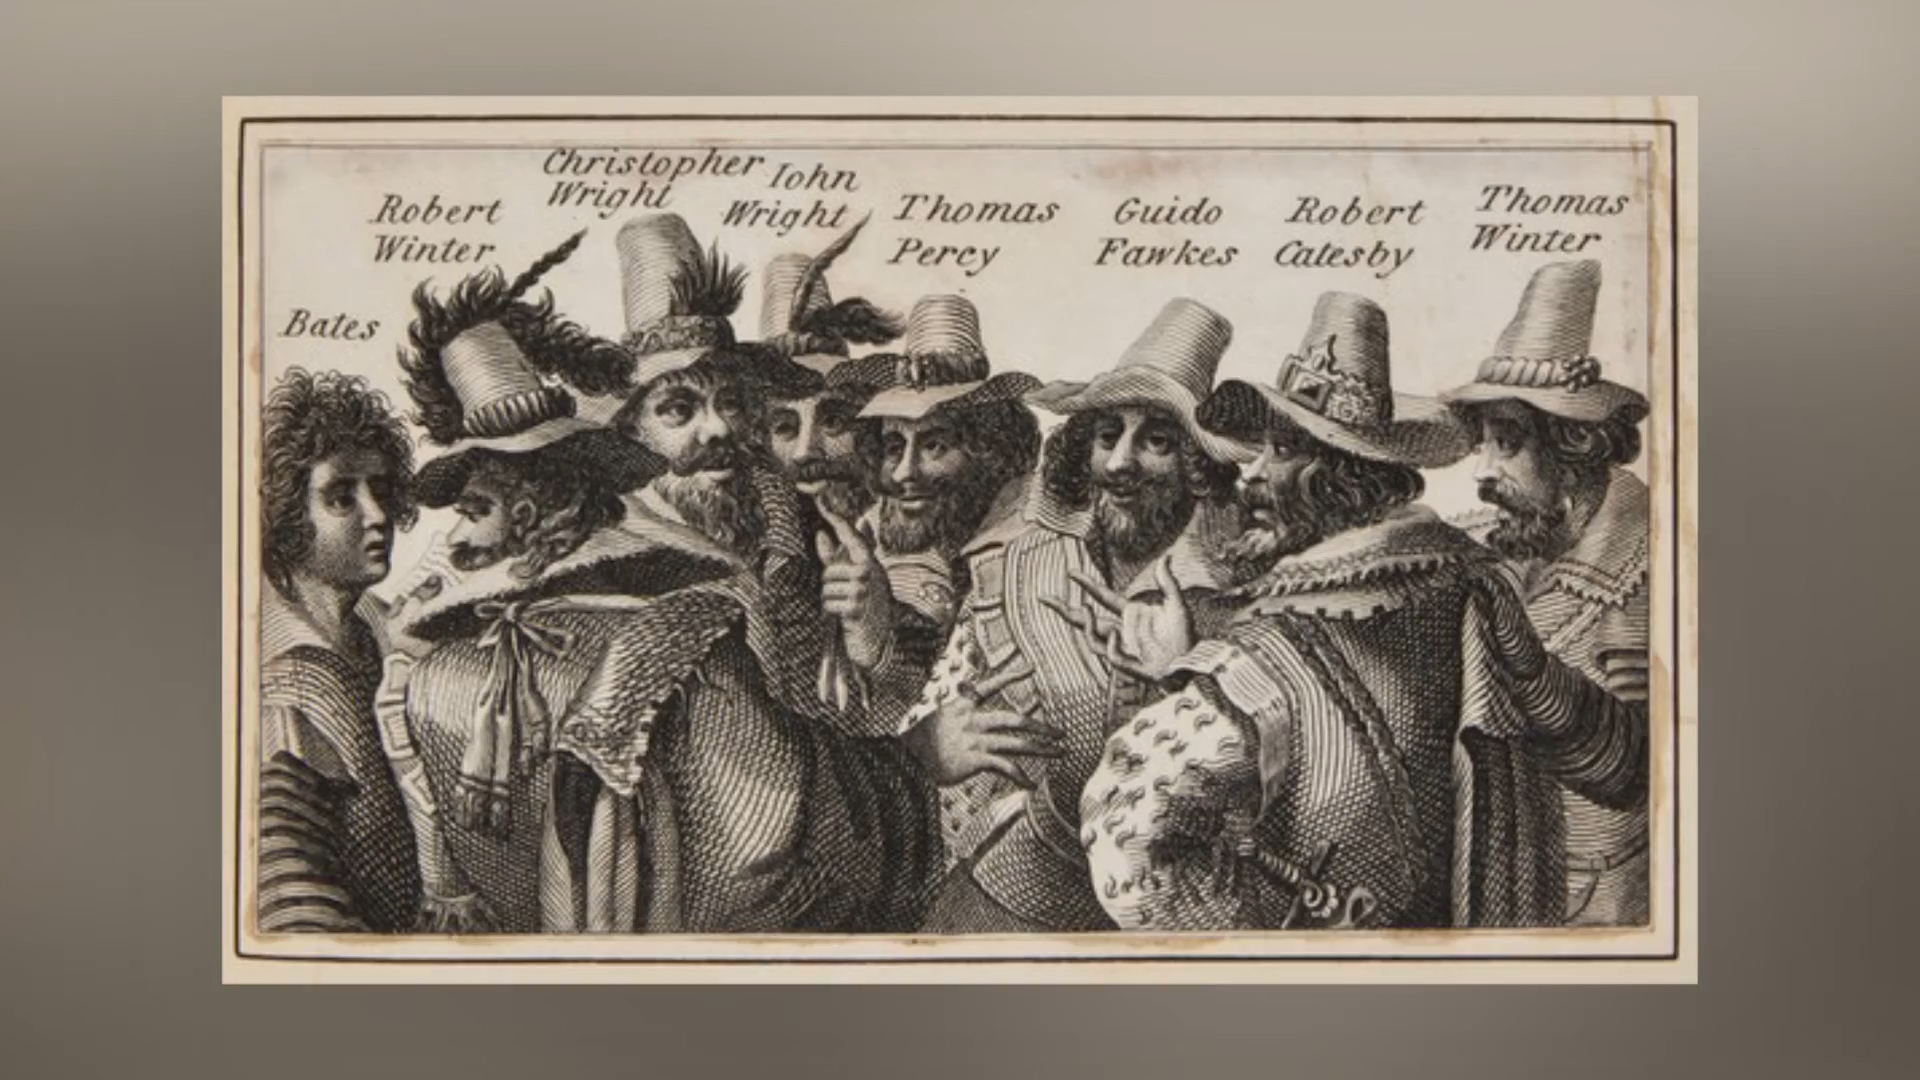 Bates
Robert
Winter
Christopher
Wright
Iohn
Wright
Thomas
Percy
Guido
Fawkes
Robert
Catesby
Thomas
Winter